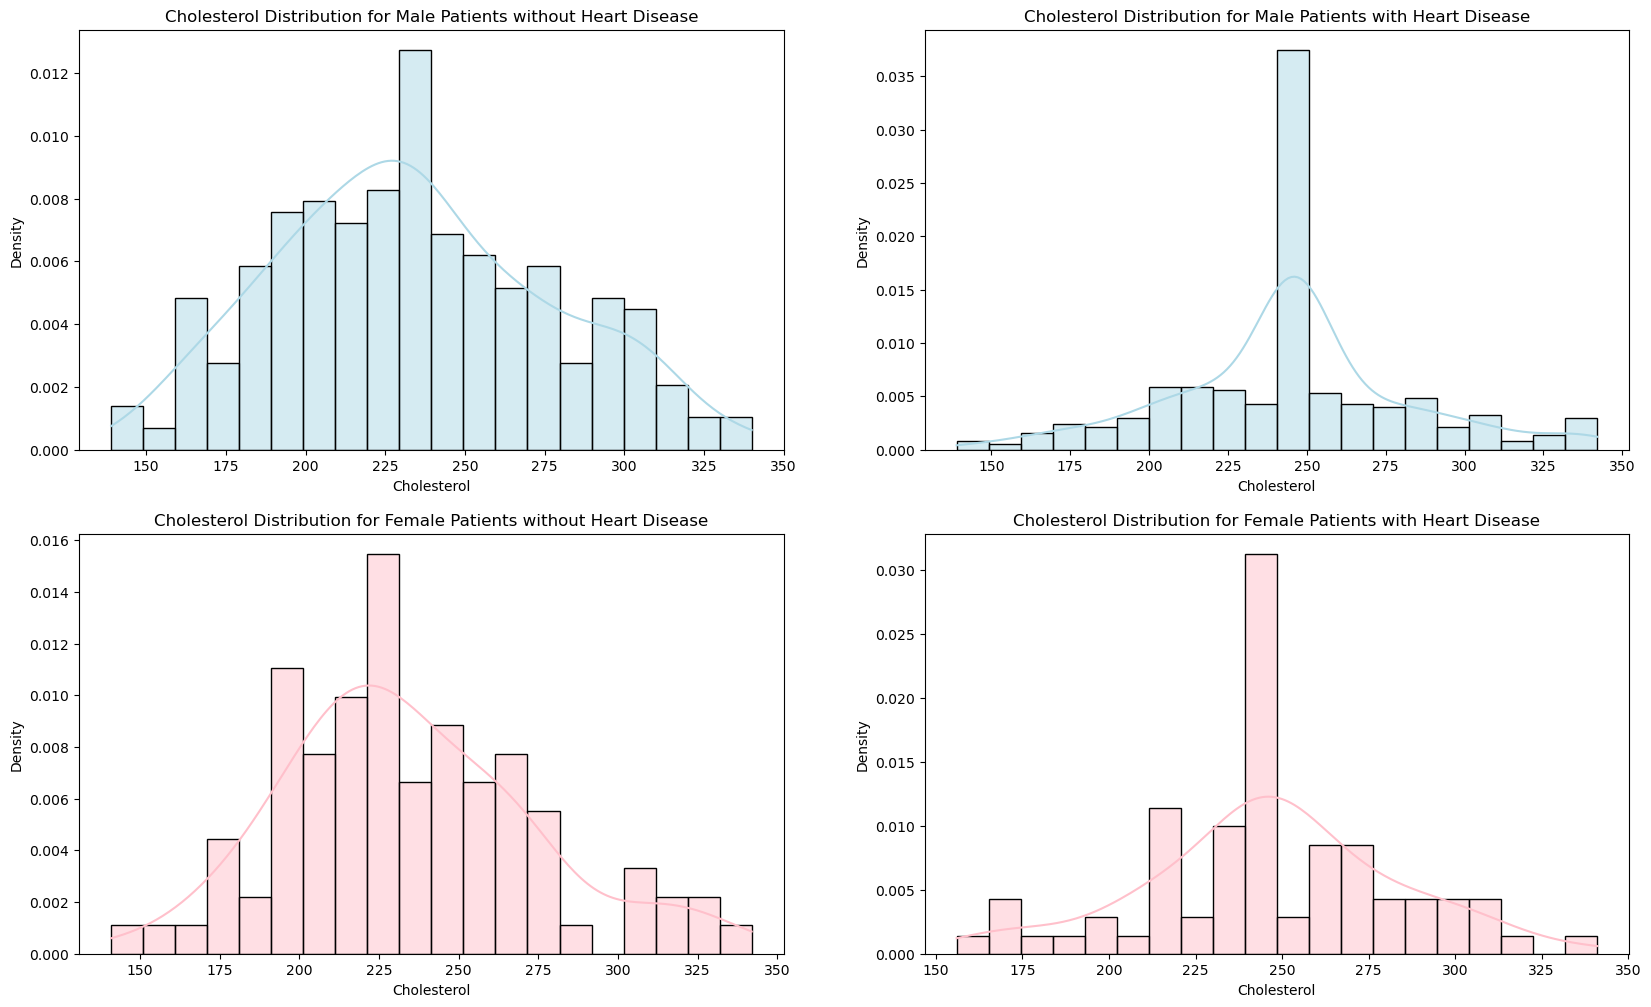 Cholesterol Distribution for Male Patients without Heart Disease
Density
0.012
0.010
0.008
0.006
0.004
0.002
0.000
150 175 200 225 250 275 300 325 350
Cholesterol
Cholesterol Distribution for Male Patients with Heart Disease
Density
0.035
0.030
0.025
0.020
0.015
0.010
0.005
0.000
150 175 200 225 250 275 300 325 350
Cholesterol
Cholesterol Distribution for Female Patients without Heart Disease
Density
0.016
0.014
0.012
0.010
0.008
0.006
0.004
0.002
0.000
150 175 200 225 250 275 300 325 350
Cholesterol
Cholesterol Distribution for Female Patients with Heart Disease
Density
0.030
0.025
0.020
0.015
0.010
0.005
0.000
150 175 200 225 250 275 300 325 350
Cholesterol